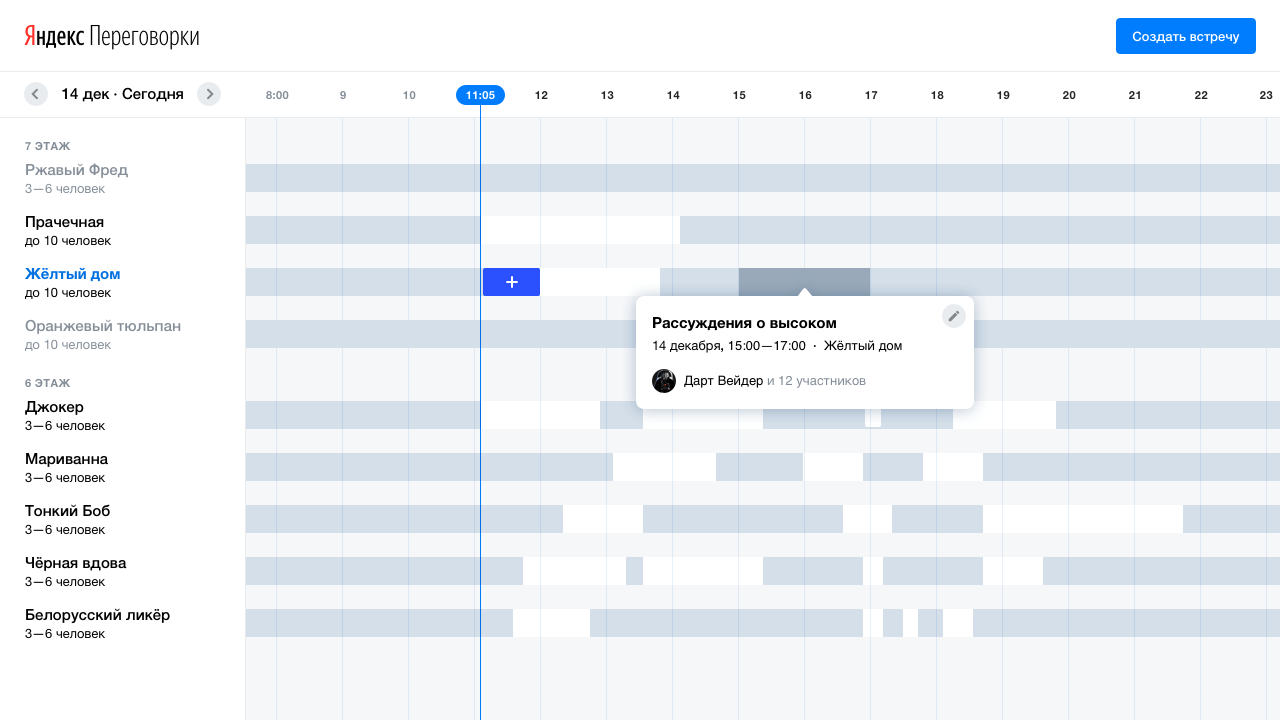 Яндекс Переговорки
Создать встречу
14 дек · Сегодня
8:00 9 10 11:05 12 13 14 15 16 17 18 19 20 21 22 23
7 ЭТАЖ
Ржавый Фред
3—6 человек
Прачечная
до 10 человек
Жёлтый дом
до 10 человек
Рассуждения о высоком
14 декабря, 15:00—17:00 · Жёлтый дом
Дарт Вейдер и 12 участников
Оранжевый тюльпан
до 10 человек
6 ЭТАЖ
Джокер
3—6 человек
Мариванна
3—6 человек
Тонкий Боб
3—6 человек
Чёрная вдова
3—6 человек
Белорусский ликёр
3—6 человек